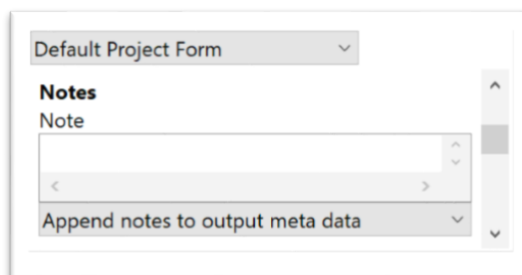 Default Project Form
Notes
Note
Append notes to output meta data